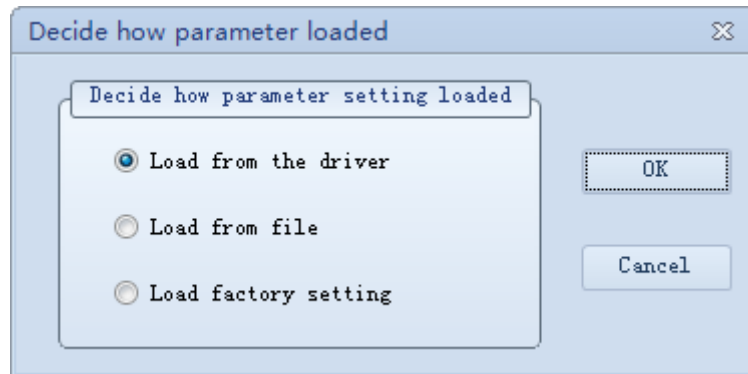 Decide how parameter loaded
Decide how parameter setting loaded
Load from the driver
OK
Load from file
Cancel
Load factory setting